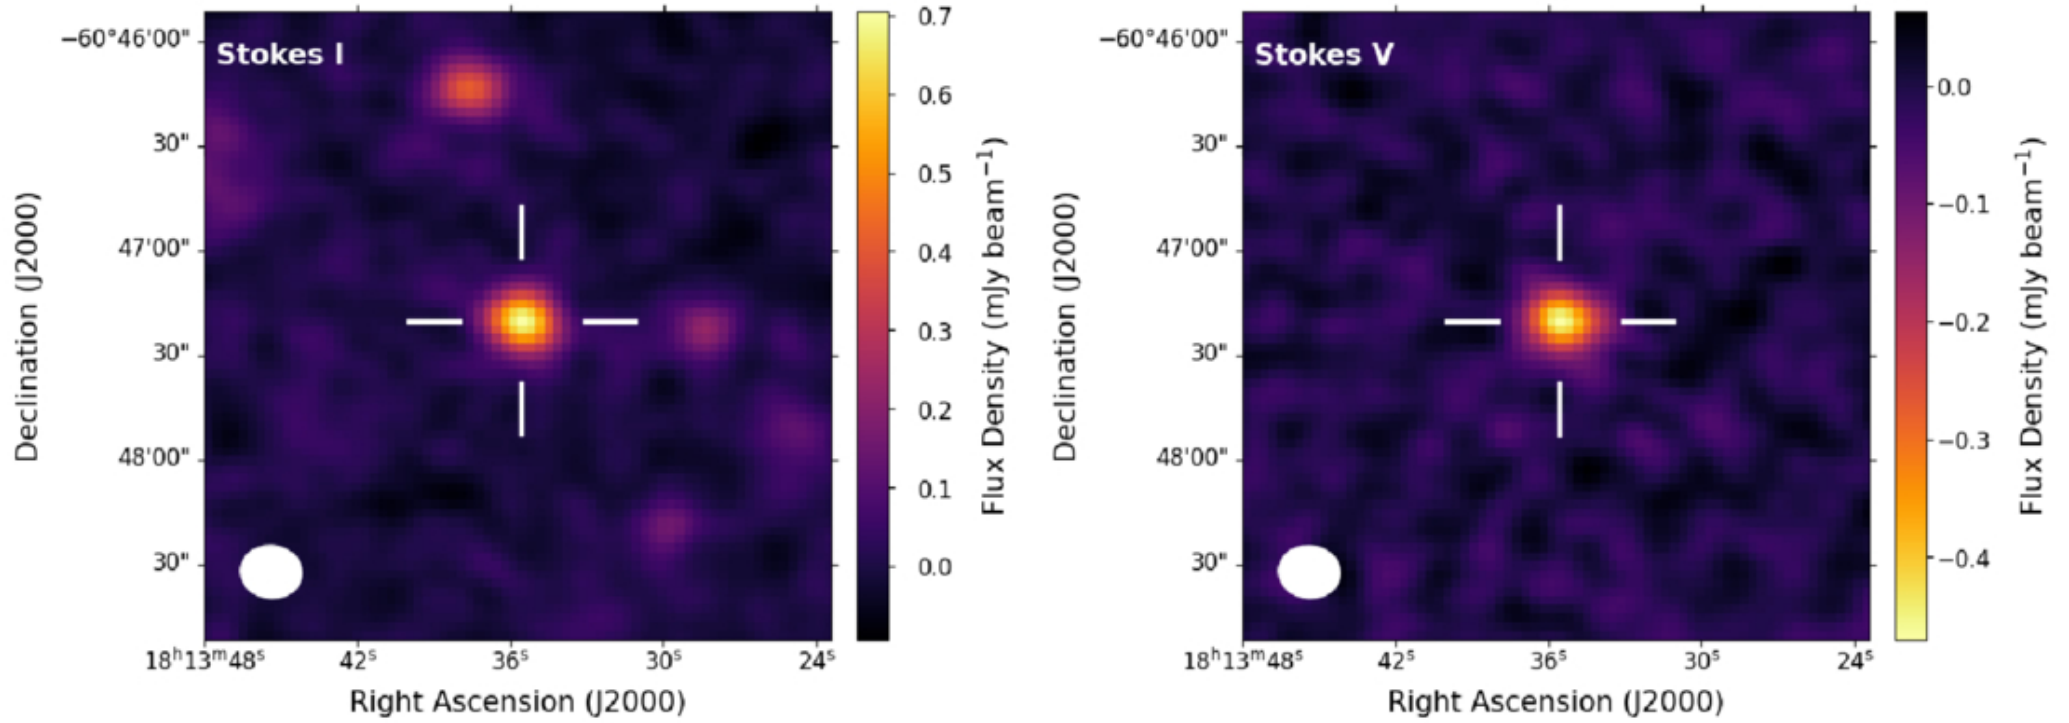 Stokes I
−60°46'00"
30"
47'00"
30"
48'00"
30"
Declination (J2000)
18ʰ13ᵐ48ˢ 42ˢ 36ˢ 30ˢ 24ˢ
Right Ascension (J2000)
0.7
0.6
0.5
0.4
0.3
0.2
0.1
0.0
Flux Density (mJy beam⁻¹)
Stokes V
−60°46'00"
30"
47'00"
30"
48'00"
30"
Declination (J2000)
18ʰ13ᵐ48ˢ 42ˢ 36ˢ 30ˢ 24ˢ
Right Ascension (J2000)
0.0
−0.1
−0.2
−0.3
−0.4
Flux Density (mJy beam⁻¹)